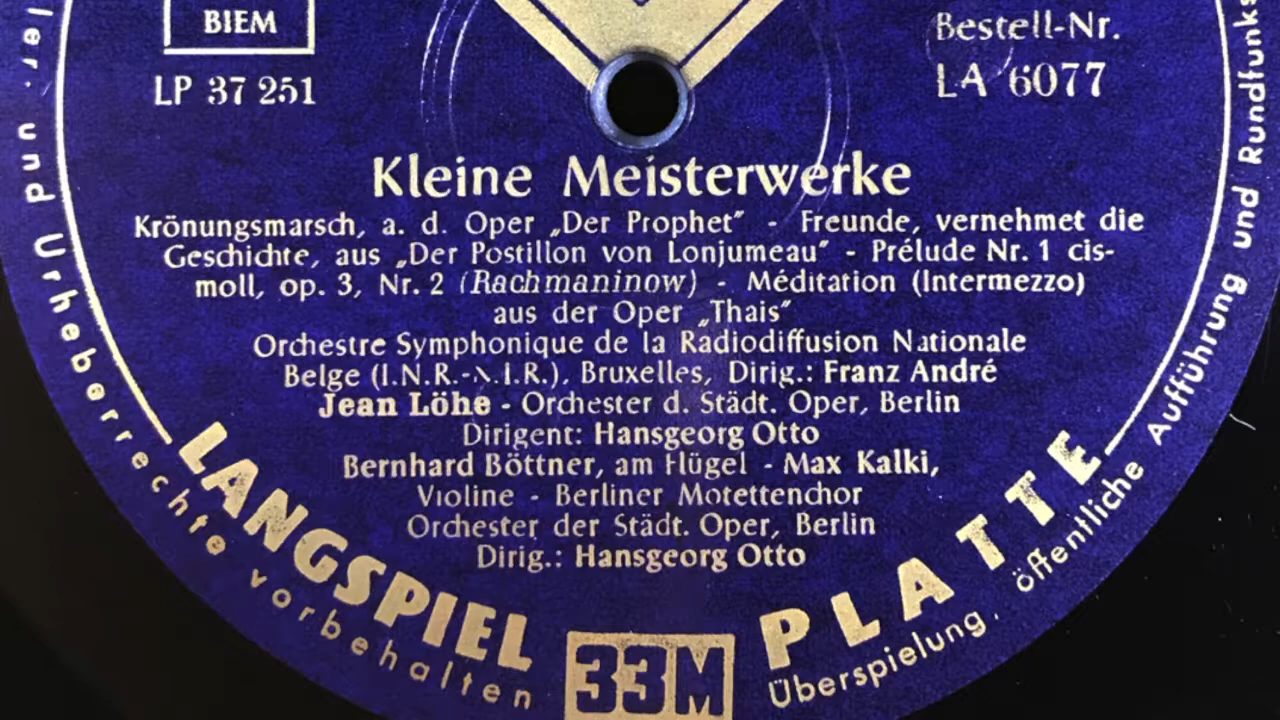 BIEM
LP 37 251
Bestell-Nr.
LA 6077
Kleine Meisterwerke
Krönungsmarsch, a. d. Oper „Der Prophet" - Freunde, vernehmet die
Geschichte, aus „Der Postillon von Lonjumeau" - Prélude Nr. 1 cis-
moll, op. 3, Nr. 2 (Rachmaninow) - Méditation (Intermezzo)
aus der Oper „Thais"
Orchestre Symphonique de la Radiodiffusion Nationale
Belge (I.N.R.-N.I.R.), Bruxelles, Dirig.: Franz André
Jean Löhe - Orchester d. Städt. Oper, Berlin
Dirigent: Hansgeorg Otto
Bernhard Böttner, am Flügel - Max Kalki,
Violine - Berliner Motettenchor
Orchester der Städt. Oper, Berlin
Dirig.: Hansgeorg Otto
LANGSPIEL
33M
PLATTE
und Urheberrechte vorbehalten
Überspielung, öffentliche Aufführung und Rundfunks